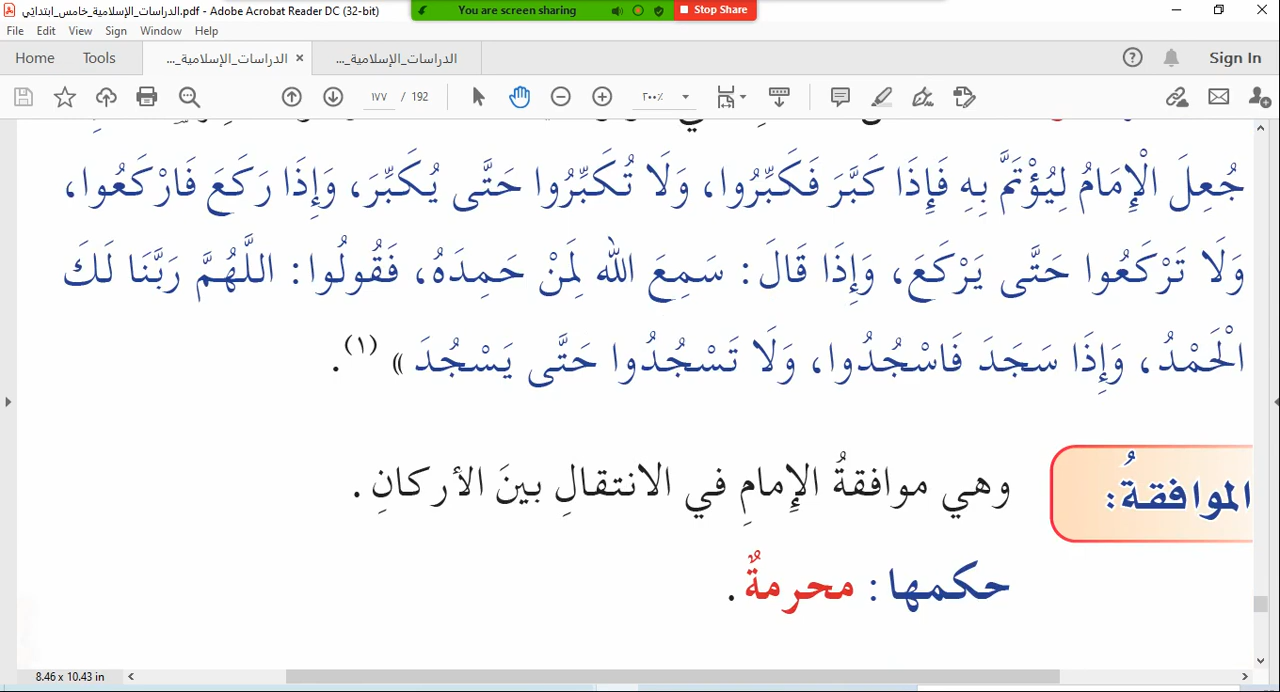 الدراسات_الإسلامية_خامس_ابتدائي.pdf - Adobe Acrobat Reader DC (32-bit)
You are screen sharing
Stop Share
File Edit View Sign Window Help
Home Tools
الدراسات_الإسلامية_... ×
الدراسات_الإسلامية_...
Sign In
١٧٧ / 192
٢٠٠٪
جُعِلَ الْإِمَامُ لِيُؤْتَمَّ بِهِ فَإِذَا كَبَّرَ فَكَبِّرُوا، وَلَا تُكَبِّرُوا حَتَّى يُكَبِّرَ، وَإِذَا رَكَعَ فَارْكَعُوا،
وَلَا تَرْكَعُوا حَتَّى يَرْكَعَ، وَإِذَا قَالَ: سَمِعَ الله لِمَنْ حَمِدَهُ، فَقُولُوا: اللَّهُمَّ رَبَّنَا لَكَ
الْحَمْدُ، وَإِذَا سَجَدَ فَاسْجُدُوا، وَلَا تَسْجُدُوا حَتَّى يَسْجُدَ» (١).
الموافقةُ:
وهي موافقةُ الإِمامِ في الانتقالِ بينَ الأركانِ .
حكمها: محرمةٌ .
8.46 x 10.43 in